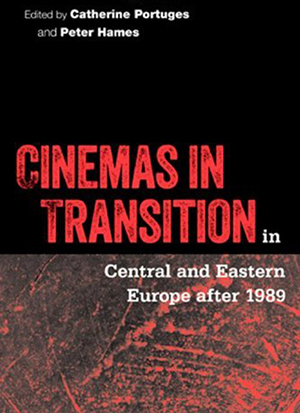 Edited by Catherine Portuges
and Peter Hames
CINEMAS IN
TRANSITION in
Central and Eastern
Europe after 1989